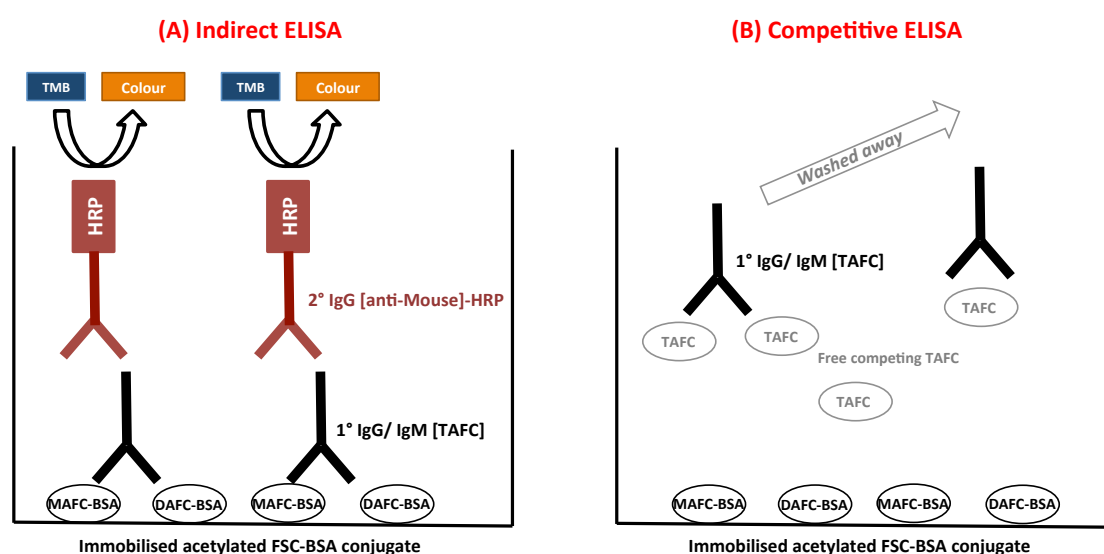 (A) Indirect ELISA
TMB
Colour
TMB
Colour
HRP
HRP
2° IgG [anti-Mouse]-HRP
1° IgG/ IgM [TAFC]
MAFC-BSA
DAFC-BSA
MAFC-BSA
DAFC-BSA
Immobilised acetylated FSC-BSA conjugate
(B) Competitive ELISA
Washed away
1° IgG/ IgM [TAFC]
TAFC
TAFC
TAFC
Free competing TAFC
TAFC
MAFC-BSA
DAFC-BSA
MAFC-BSA
DAFC-BSA
Immobilised acetylated FSC-BSA conjugate